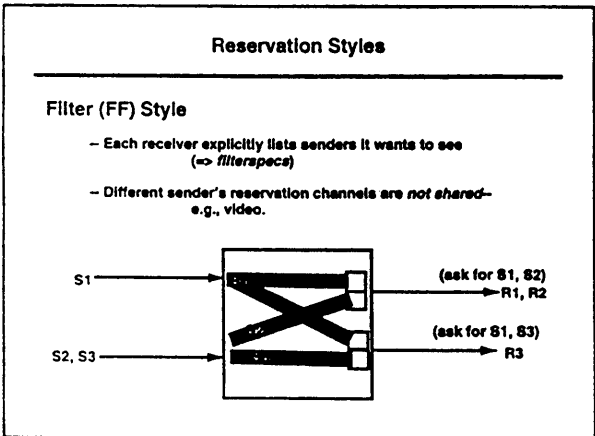 Reservation Styles
Filter (FF) Style
– Each receiver explicitly lists senders it wants to see
(=> filterspecs)
– Different sender's reservation channels are not shared–
e.g., video.
S1
(ask for S1, S2)
R1, R2
(ask for S1, S3)
S2, S3
R3